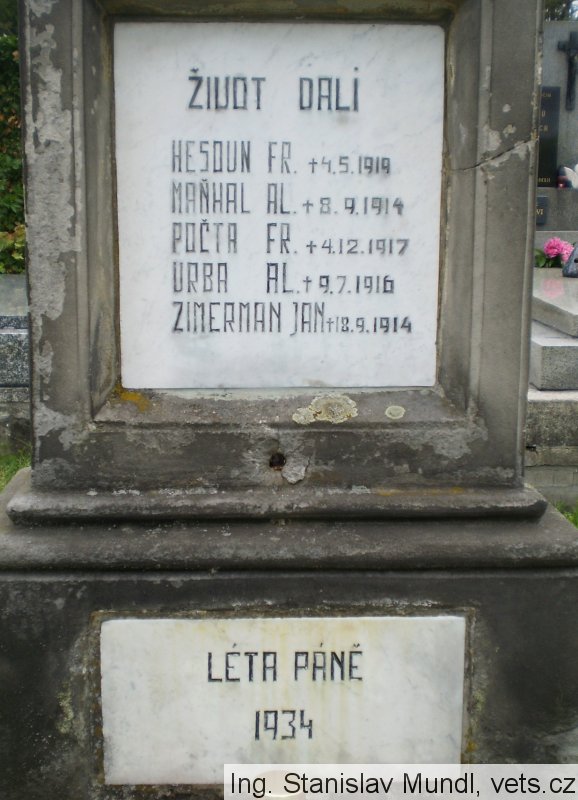 ŽIVOT DALI
HESOUN FR. +4.5.1919
MAŇHAL AL. +8.9.1914
POČTA FR. +4.12.1917
URBA AL. +9.7.1916
ZIMERMAN JAN +18.9.1914
LÉTA PÁNĚ
1934
Ing. Stanislav Mundl, vets.cz